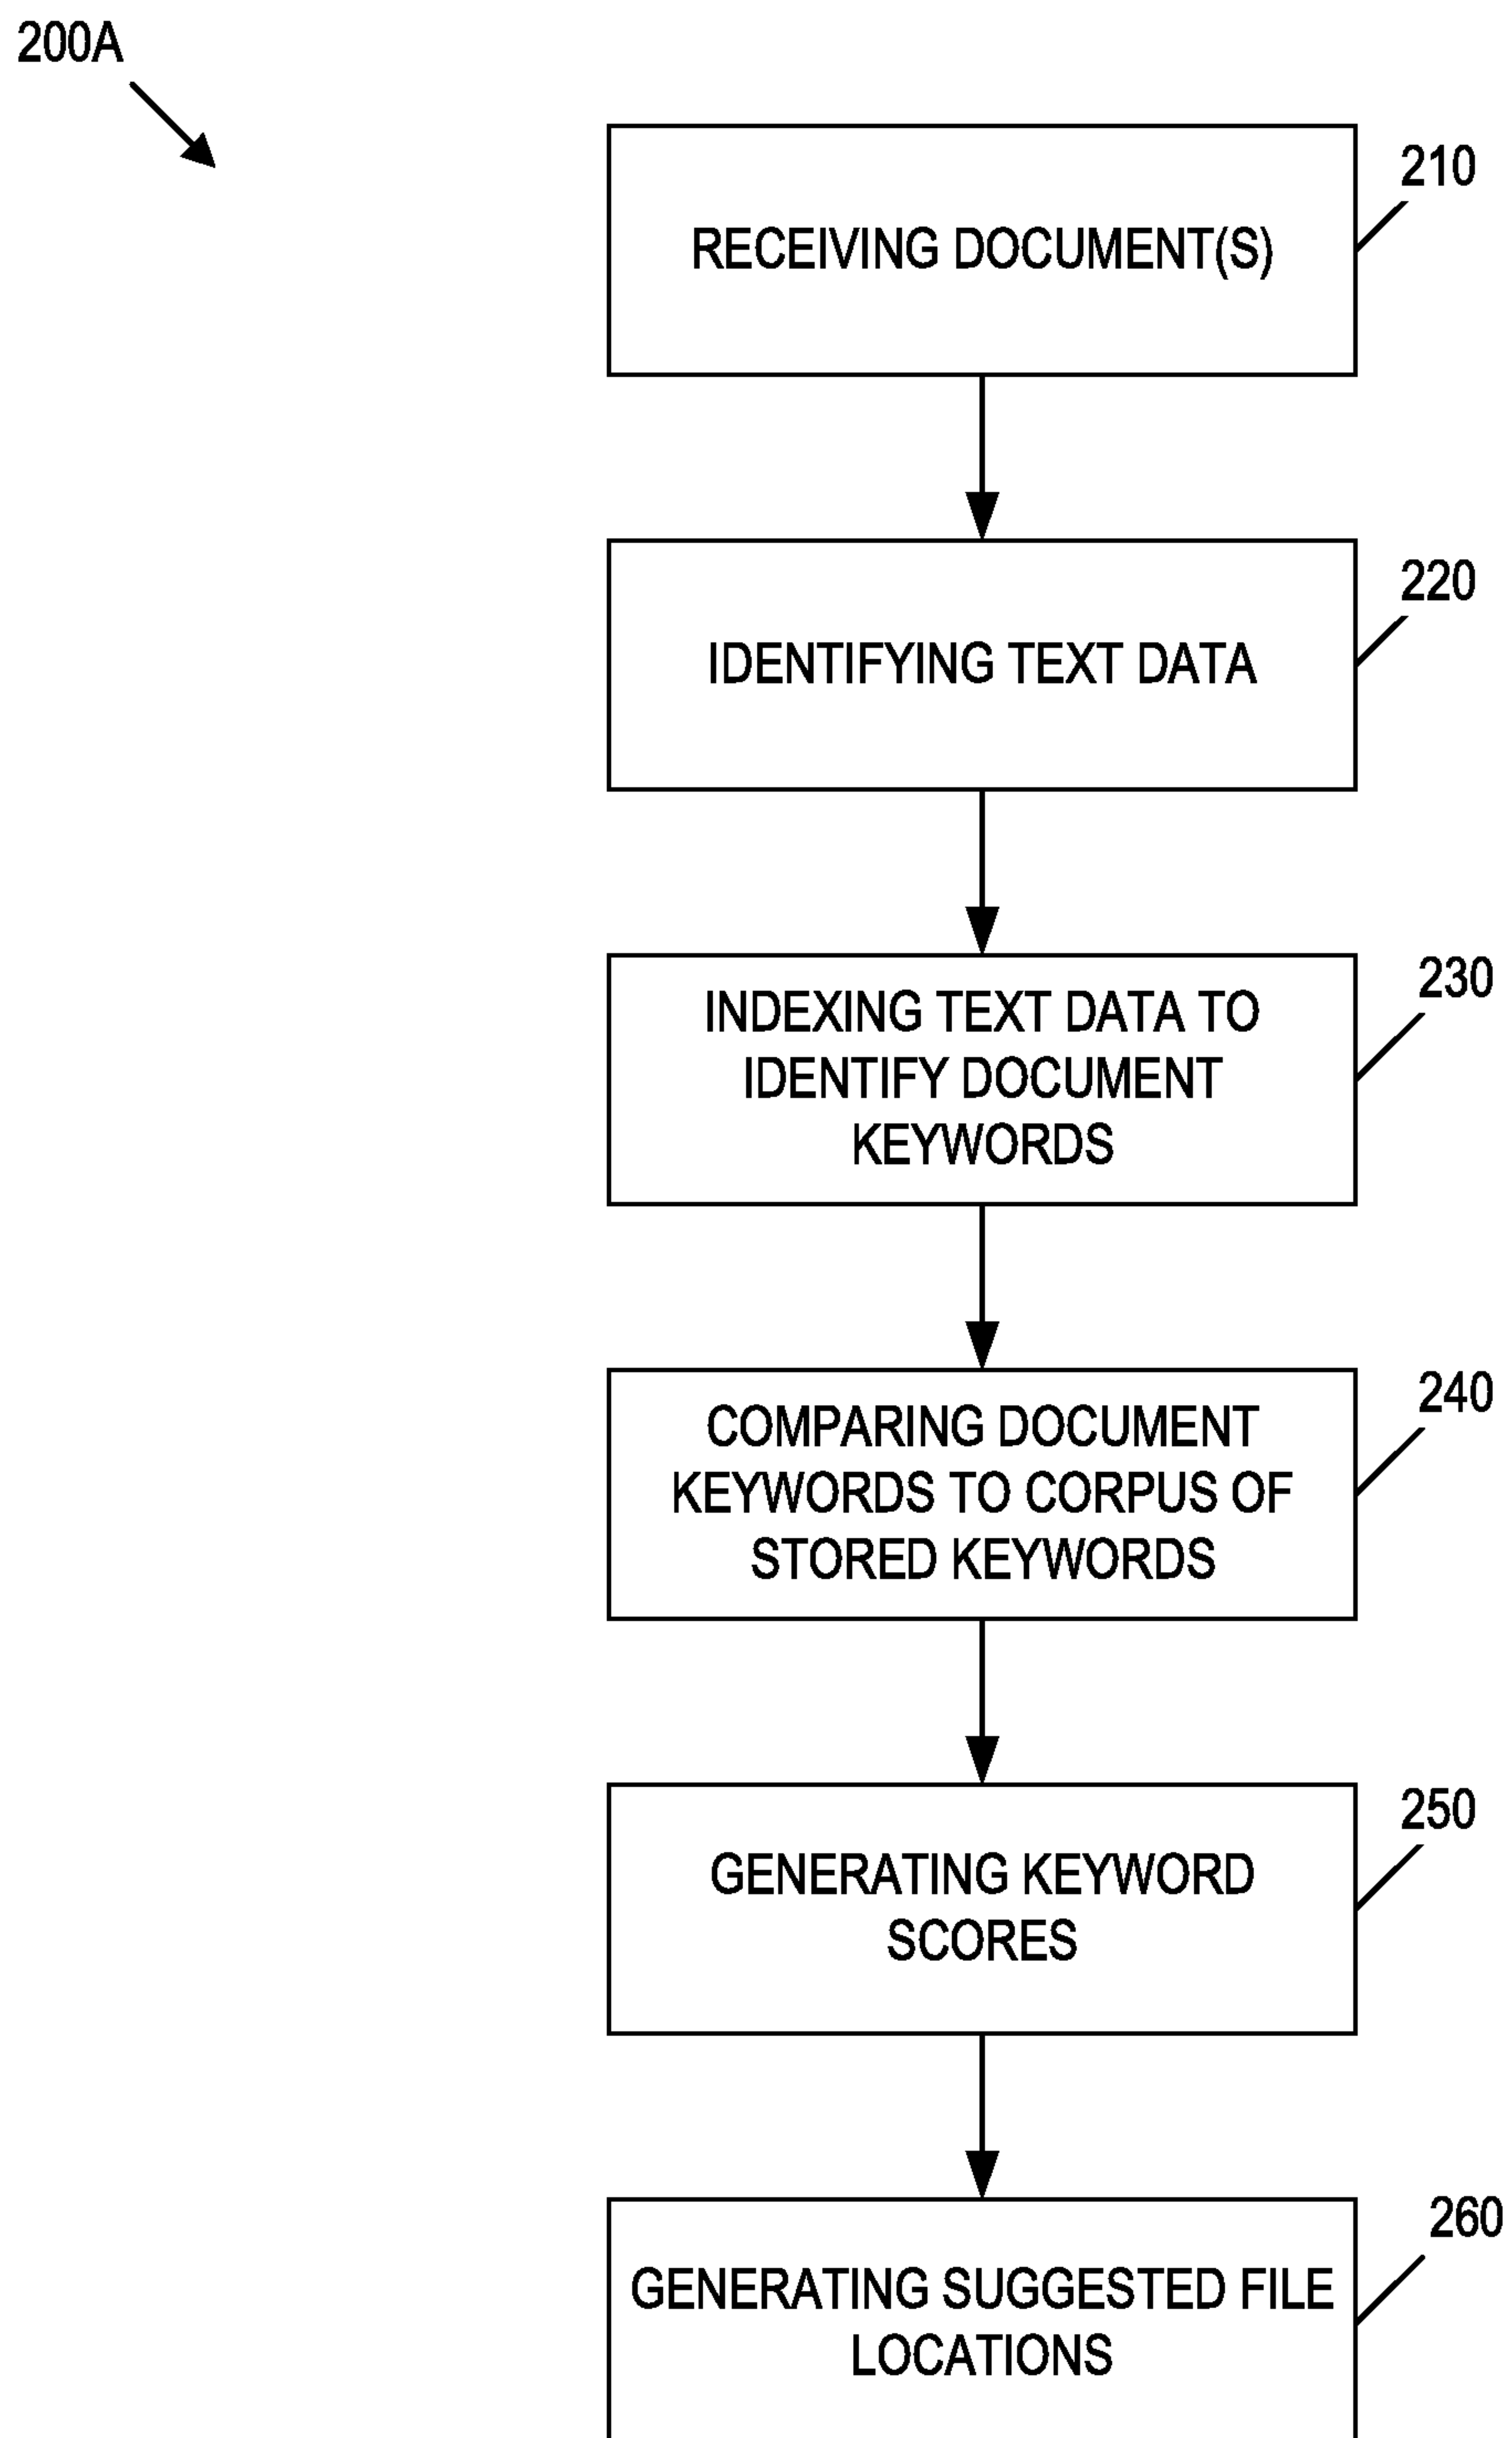 200A
210
RECEIVING DOCUMENT(S)
220
IDENTIFYING TEXT DATA
230
INDEXING TEXT DATA TO
IDENTIFY DOCUMENT
KEYWORDS
240
COMPARING DOCUMENT
KEYWORDS TO CORPUS OF
STORED KEYWORDS
250
GENERATING KEYWORD
SCORES
260
GENERATING SUGGESTED FILE
LOCATIONS